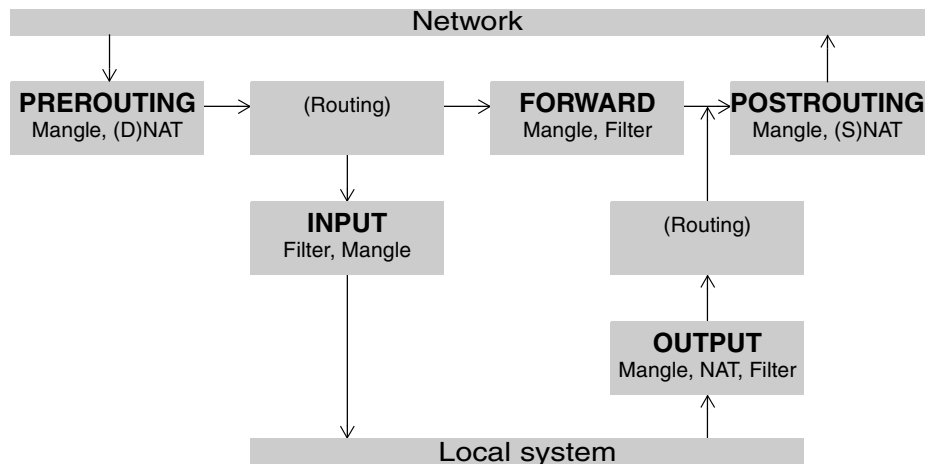 Network
PREROUTING
Mangle, (D)NAT
(Routing)
FORWARD
Mangle, Filter
POSTROUTING
Mangle, (S)NAT
INPUT
Filter, Mangle
(Routing)
OUTPUT
Mangle, NAT, Filter
Local system